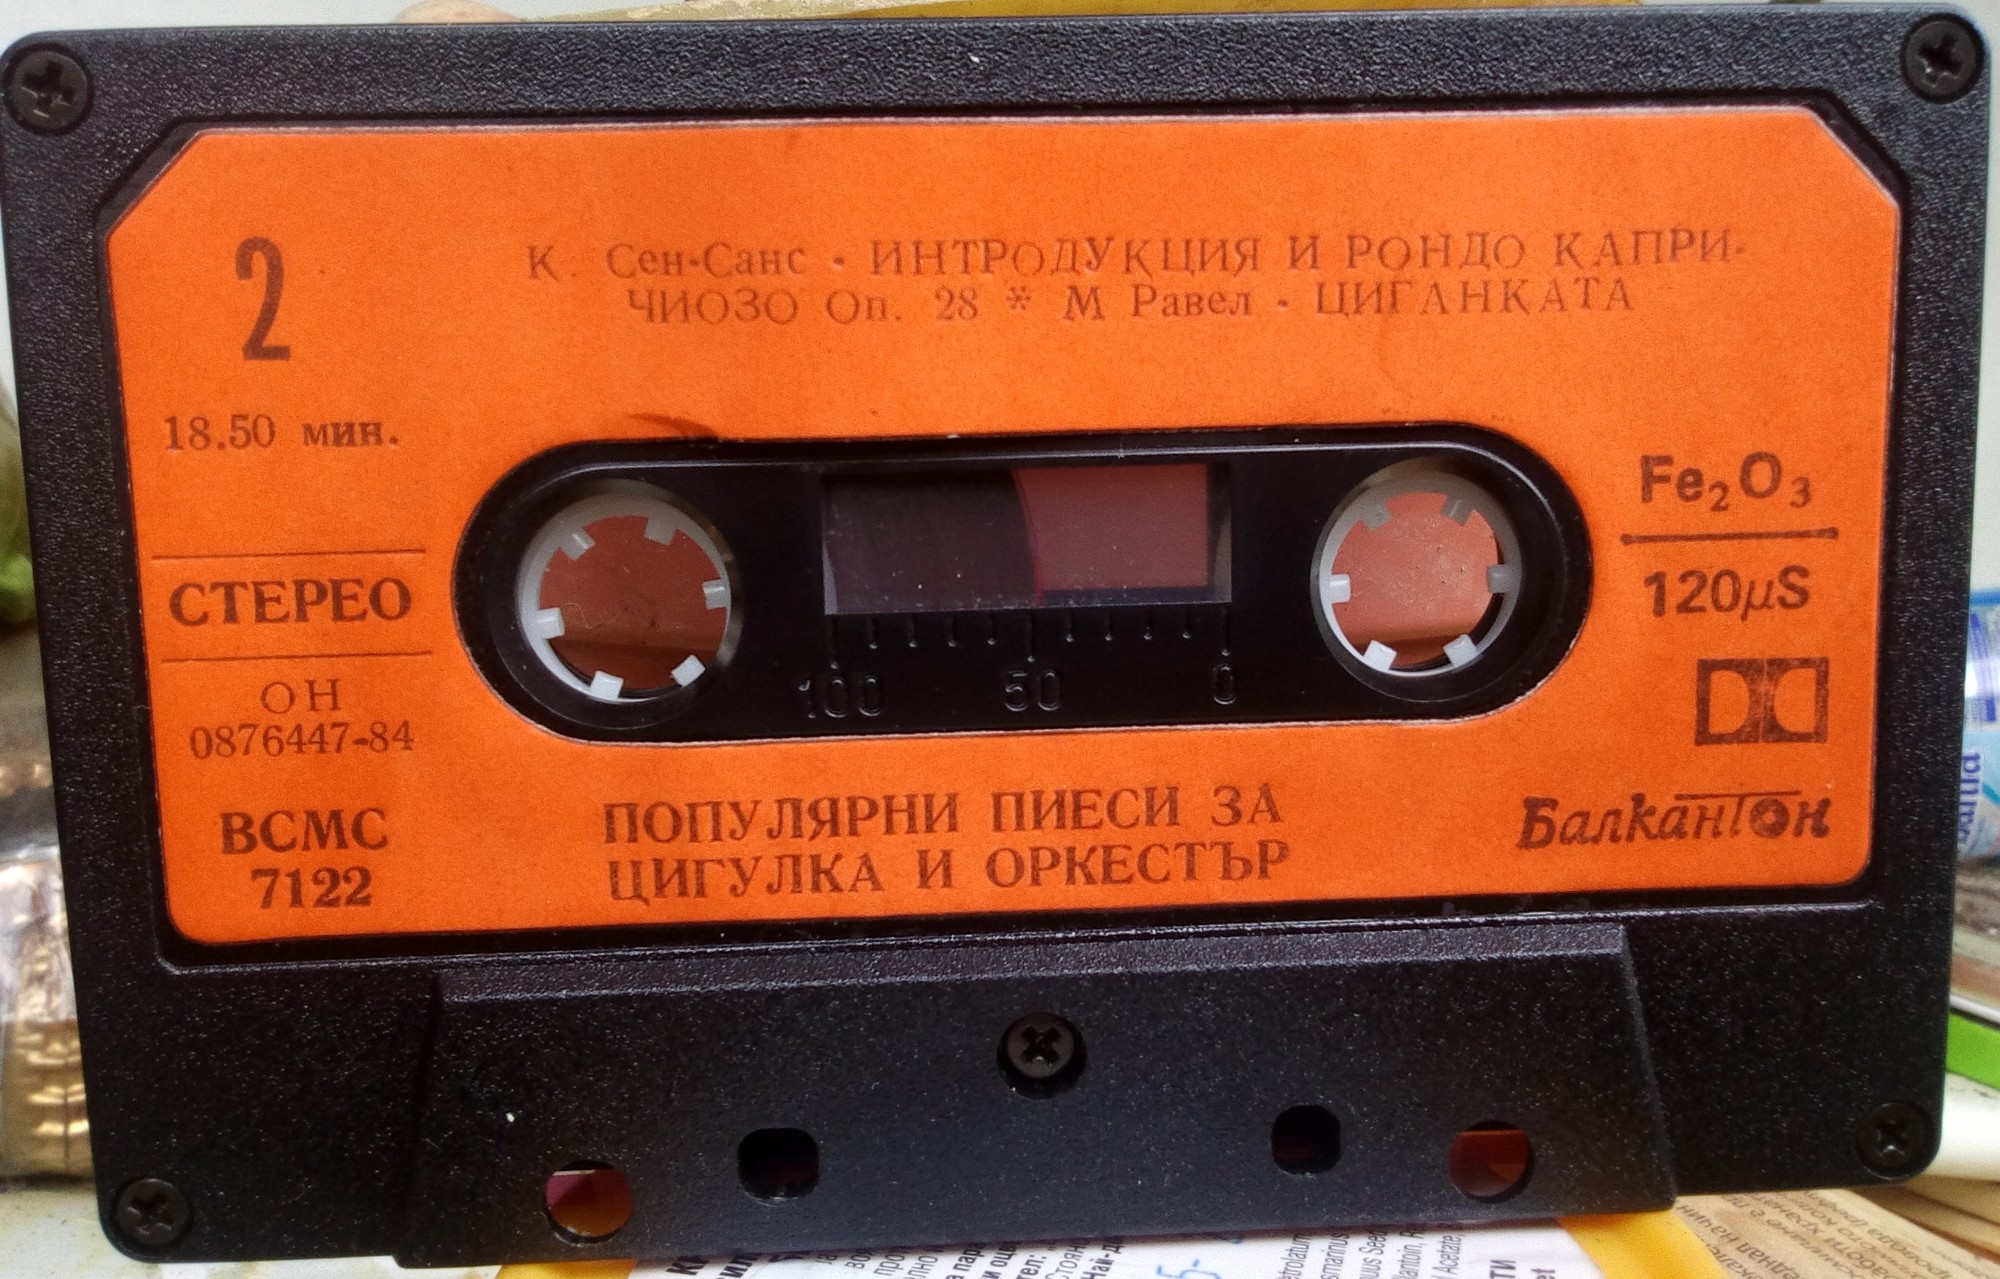 2
К. Сен-Санс - ИНТРОДУКЦИЯ И РОНДО КАПРИ-
ЧИОЗО Оп. 28 * М Равел - ЦИГАНКАТА
18.50 мин.
СТЕРЕО
ОН
0876447-84
ВСМС
7122
100 50 0
Fe₂O₃
120µS
ПОПУЛЯРНИ ПИЕСИ ЗА
ЦИГУЛКА И ОРКЕСТЪР
Балкантон